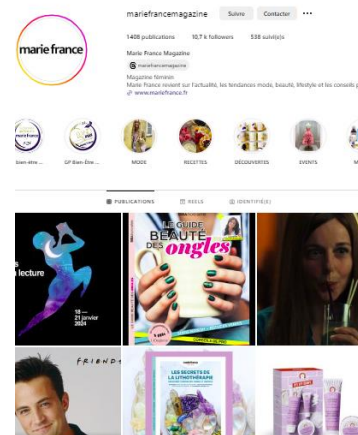 mariefrancemagazine Suivre Contacter
1408 publications 10,7 k followers 538 suivi(e)s
Marie France Magazine
mariefrancemagazine
Magazine féminin
Marie France revient sur l'actualité, les tendances mode, beauté, lifestyle et les conseils p
www.mariefrance.fr
marie france
bien-être ... GP Bien-Être ... MODE RECETTES DÉCOUVERTES EVENTS M
PUBLICATIONS REELS IDENTIFIÉ(E)
s
lecture
18 —
21 janvier
2024
LE GUIDE
BEAUTÉ
DES ongles
FRIENDS
LES SECRETS DE
LA LITHOTHÉRAPIE